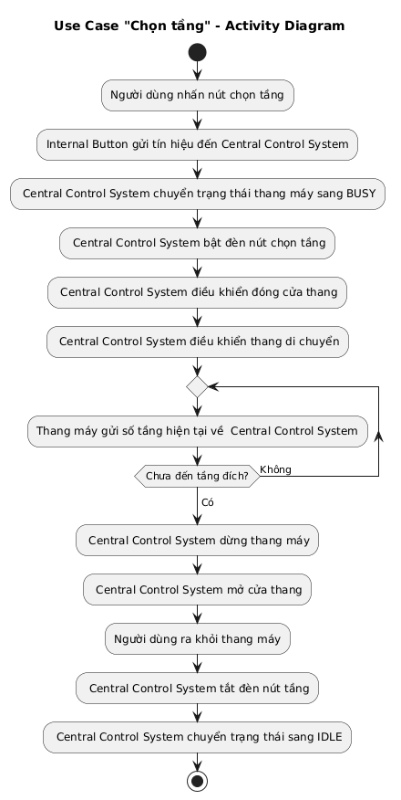 Use Case "Chọn tầng" - Activity Diagram
Người dùng nhấn nút chọn tầng
Internal Button gửi tín hiệu đến Central Control System
Central Control System chuyển trạng thái thang máy sang BUSY
Central Control System bật đèn nút chọn tầng
Central Control System điều khiển đóng cửa thang
Central Control System điều khiển thang di chuyển
Thang máy gửi số tầng hiện tại về Central Control System
Chưa đến tầng đích?
Không
Có
Central Control System dừng thang máy
Central Control System mở cửa thang
Người dùng ra khỏi thang máy
Central Control System tắt đèn nút tầng
Central Control System chuyển trạng thái sang IDLE